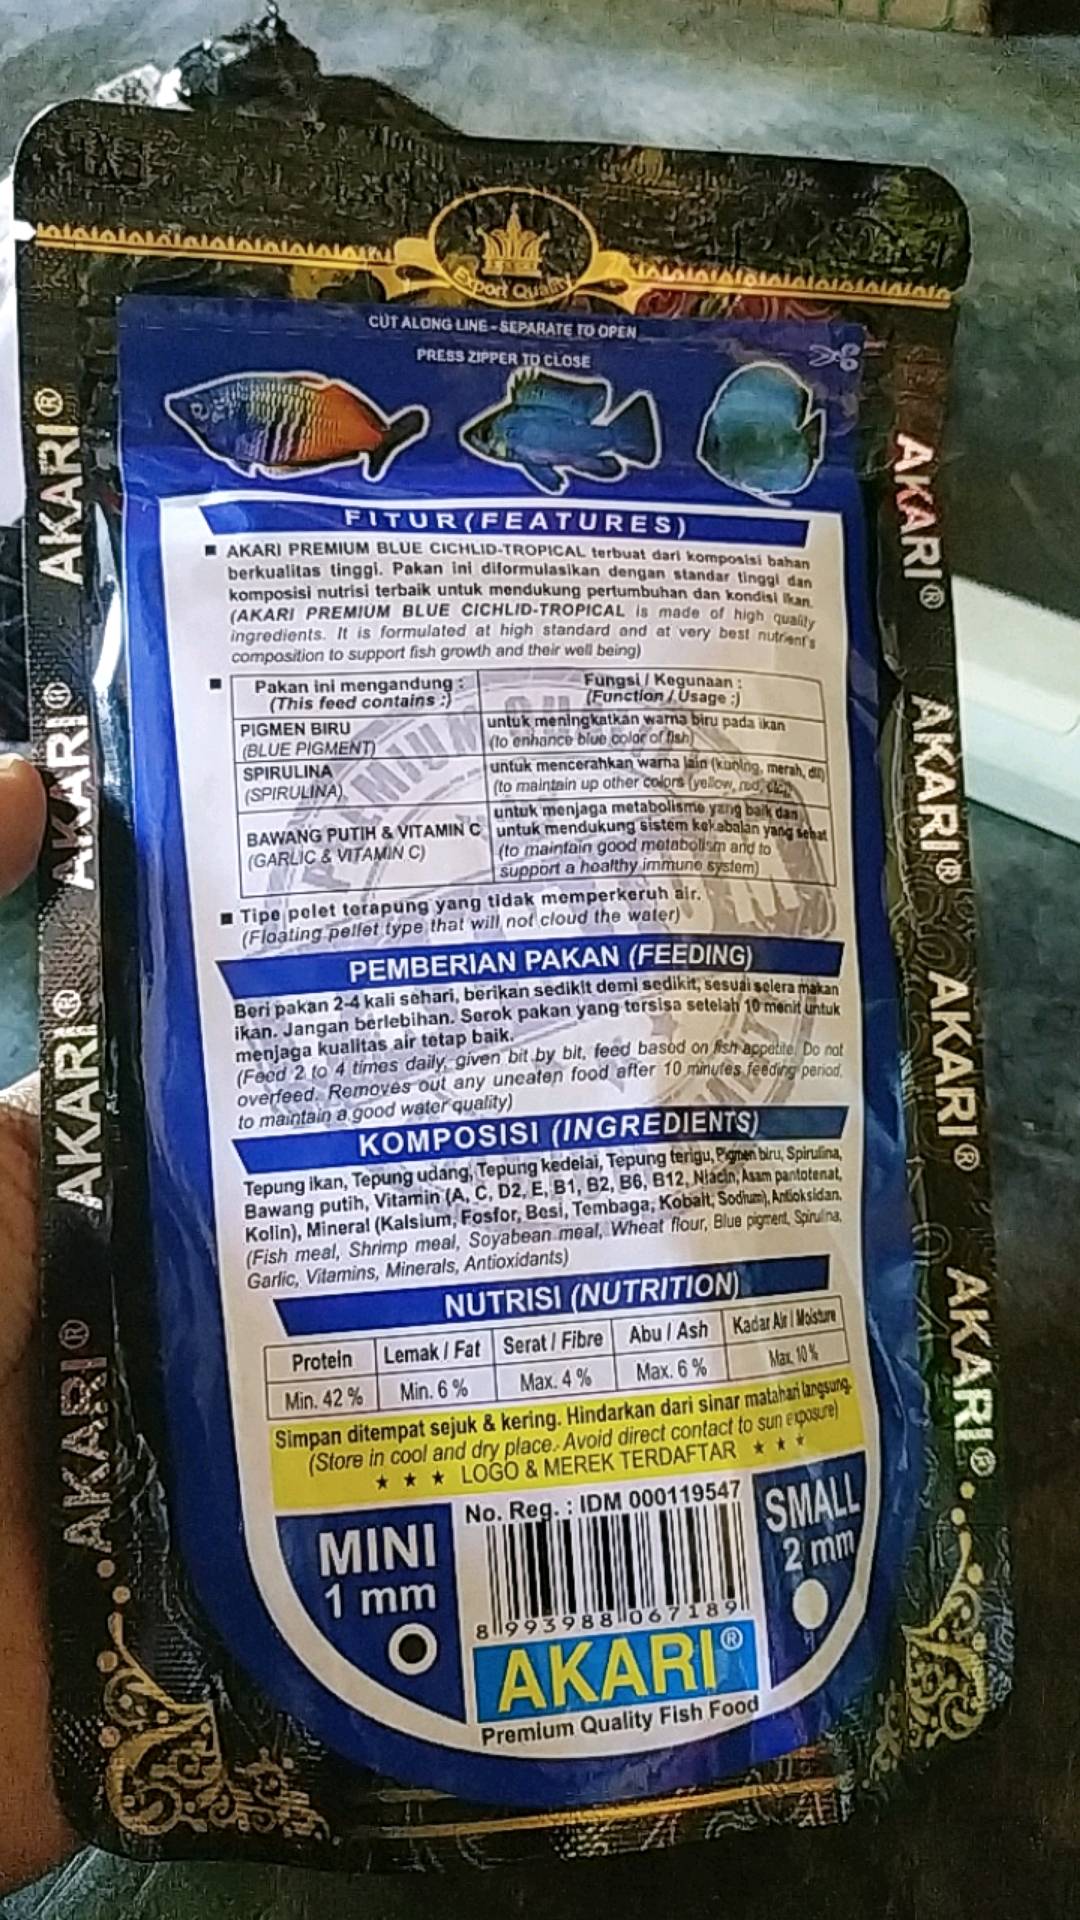 Export Quality
CUT ALONG LINE - SEPARATE TO OPEN
PRESS ZIPPER TO CLOSE
FITUR (FEATURES)
■ AKARI PREMIUM BLUE CICHLID-TROPICAL terbuat dari komposisi bahan
berkualitas tinggi. Pakan ini diformulasikan dengan standar tinggi dan
komposisi nutrisi terbaik untuk mendukung pertumbuhan dan kondisi ikan.
(AKARI PREMIUM BLUE CICHLID-TROPICAL is made of high quality
ingredients. It is formulated at high standard and at very best nutrient's
composition to support fish growth and their well being)
■ Pakan ini mengandung : Fungsi / Kegunaan :
(This feed contains :) (Function / Usage :)
PIGMEN BIRU untuk meningkatkan warna biru pada ikan
(BLUE PIGMENT) (to enhance blue color of fish)
SPIRULINA untuk mencerahkan warna lain (kuning, merah, dll)
(SPIRULINA) (to maintain up other colors (yellow, red, etc))
untuk menjaga metabolisme yang baik dan
BAWANG PUTIH & VITAMIN C untuk mendukung sistem kekebalan yang sehat
(GARLIC & VITAMIN C) (to maintain good metabolism and to
support a healthy immune system)
■ Tipe pelet terapung yang tidak memperkeruh air.
(Floating pellet type that will not cloud the water)
PEMBERIAN PAKAN (FEEDING)
Beri pakan 2-4 kali sehari, berikan sedikit demi sedikit, sesuai selera makan
ikan. Jangan berlebihan. Serok pakan yang tersisa setelah 10 menit untuk
menjaga kualitas air tetap baik.
(Feed 2 to 4 times daily, given bit by bit, feed based on fish appetite. Do not
overfeed. Removes out any uneaten food after 10 minutes feeding period,
to maintain a good water quality)
KOMPOSISI (INGREDIENTS)
Tepung ikan, Tepung udang, Tepung kedelai, Tepung terigu, Pigmen biru, Spirulina,
Bawang putih, Vitamin (A, C, D2, E, B1, B2, B6, B12, Niacin, Asam pantotenat,
Kolin), Mineral (Kalsium, Fosfor, Besi, Tembaga, Kobalt, Sodium), Antioksidan.
(Fish meal, Shrimp meal, Soyabean meal, Wheat flour, Blue pigment, Spirulina,
Garlic, Vitamins, Minerals, Antioxidants)
NUTRISI (NUTRITION)
Protein Lemak / Fat Serat / Fibre Abu / Ash Kadar Air / Moisture
Min. 42 % Min. 6 % Max. 4 % Max. 6 % Max. 10 %
Simpan ditempat sejuk & kering. Hindarkan dari sinar matahari langsung.
(Store in cool and dry place. Avoid direct contact to sun exposure)
★ ★ ★ LOGO & MEREK TERDAFTAR ★ ★ ★
No. Reg. : IDM 000119547
MINI
1 mm
SMALL
2 mm
8 993988 067189
AKARI®
Premium Quality Fish Food
AKARI®
AKARI®
AKARI®
AKARI®
AKARI®
AKARI®
AKARI®
AKARI®